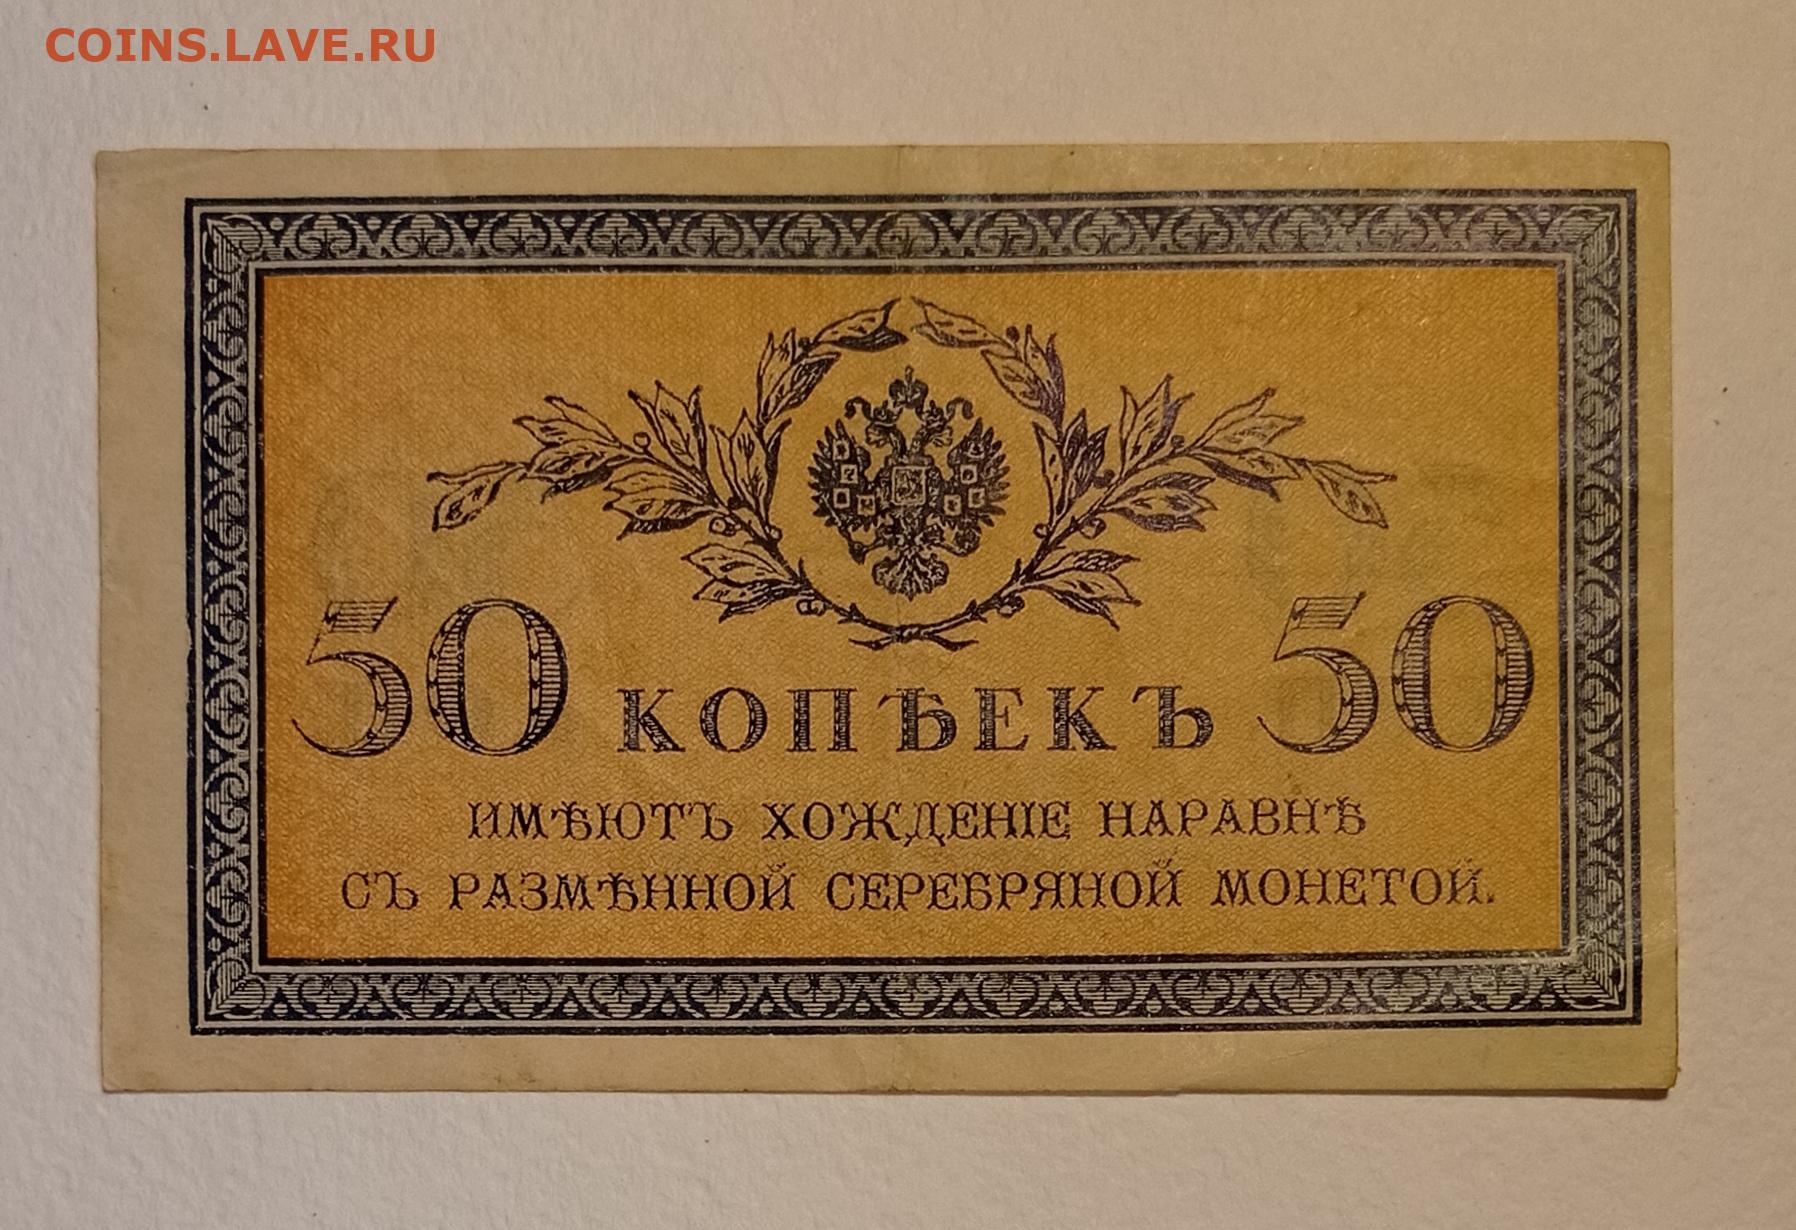 COINS.LAVE.RU
50 КОПѢЕКЪ 50
ИМѢЮТЪ ХОЖДЕНІЕ НАРАВНѢ
СЪ РАЗМѢННОЙ СЕРЕБРЯНОЙ МОНЕТОЙ.